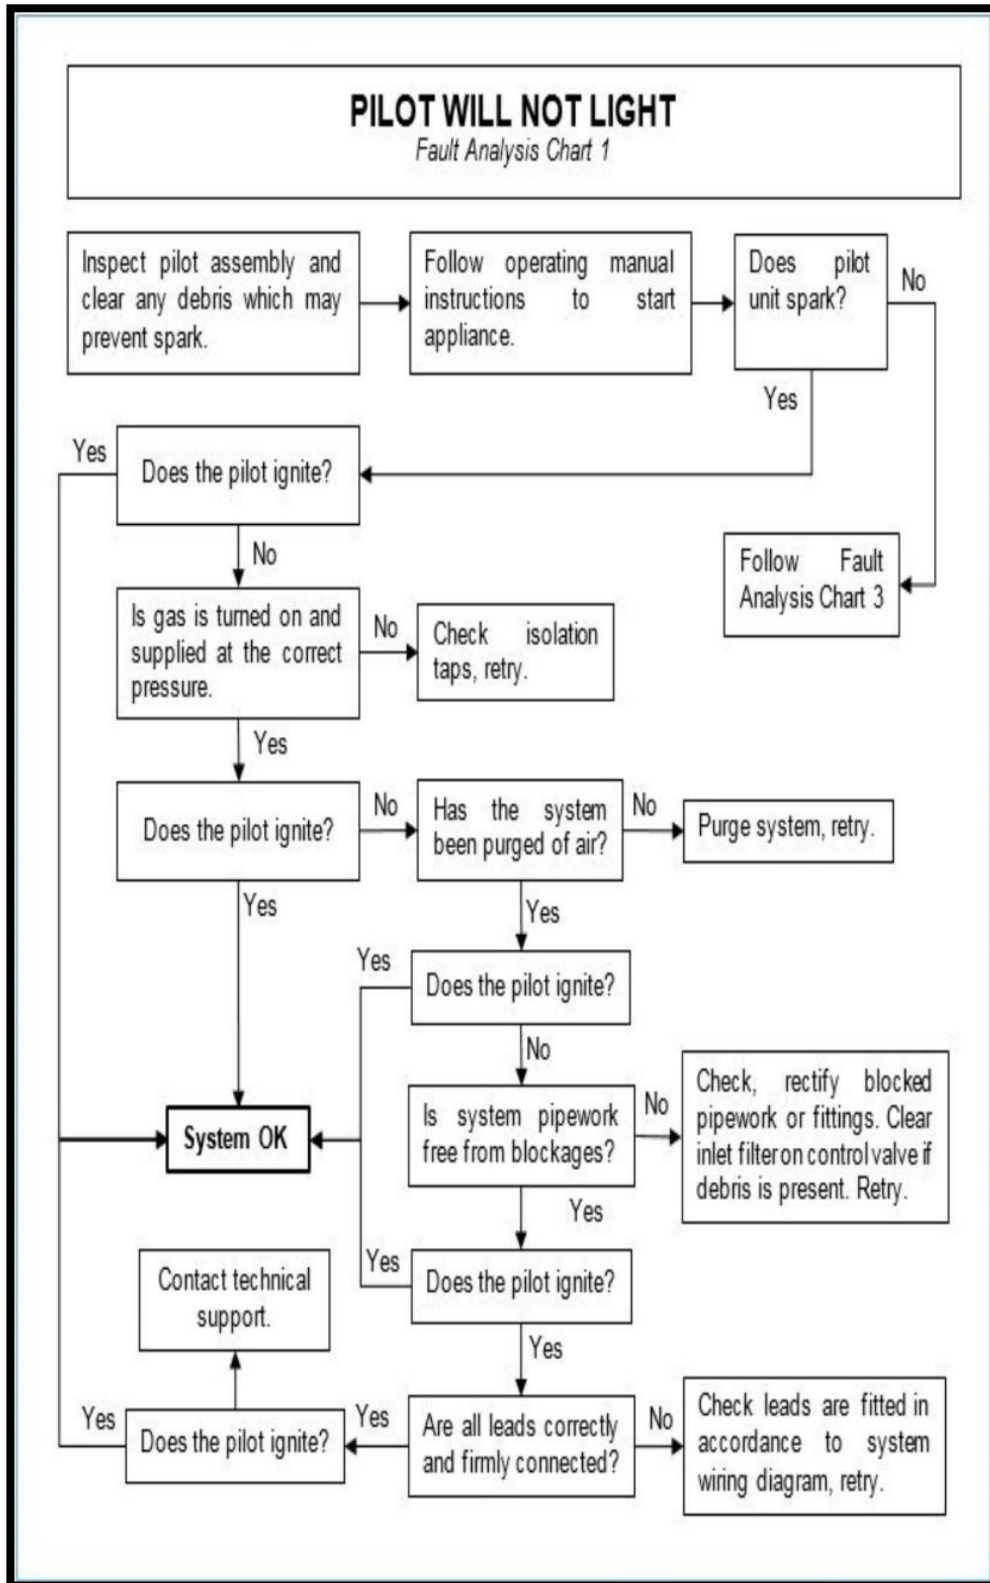 PILOT WILL NOT LIGHT
Fault Analysis Chart 1
Inspect pilot assembly and
clear any debris which may
prevent spark.
Follow operating manual
instructions to start
appliance.
Does pilot
unit spark?
No
Yes
Yes
Does the pilot ignite?
No
Follow Fault
Analysis Chart 3
Is gas is turned on and
supplied at the correct
pressure.
No
Check isolation
taps, retry.
Yes
Does the pilot ignite?
No
Has the system
been purged of air?
No
Purge system, retry.
Yes
Yes
Yes
Does the pilot ignite?
No
Is system pipework
free from blockages?
No
Check, rectify blocked
pipework or fittings. Clear
inlet filter on control valve if
debris is present. Retry.
System OK
Yes
Yes
Does the pilot ignite?
Contact technical
support.
Yes
Are all leads correctly
and firmly connected?
No
Check leads are fitted in
accordance to system
wiring diagram, retry.
Yes
Does the pilot ignite?
Yes